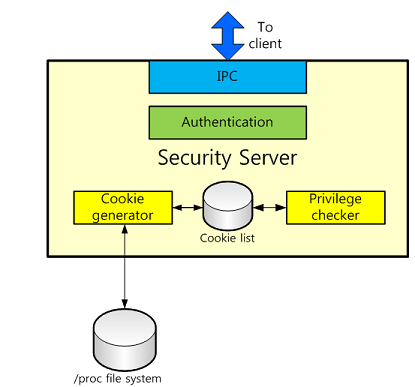 To
client
IPC
Authentication
Security Server
Cookie
generator
Privilege
checker
Cookie list
/proc file system